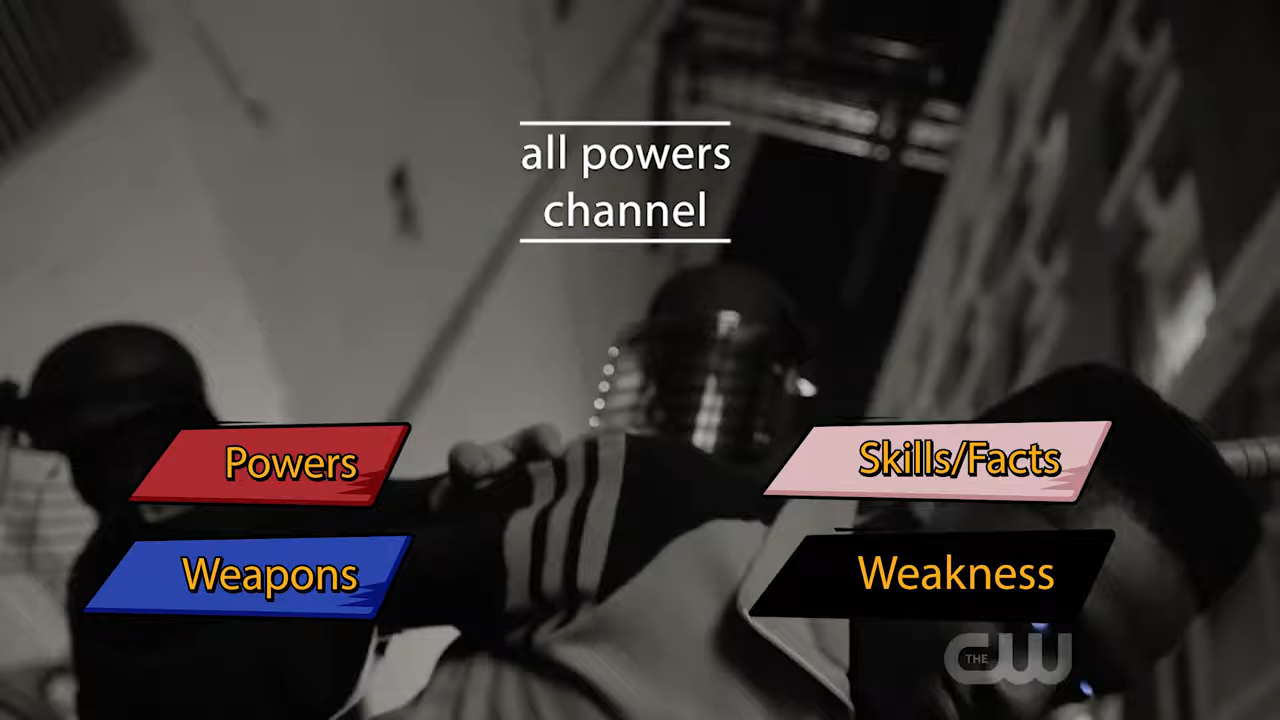 all powers
channel
Powers
Skills/Facts
Weapons
Weakness
THE CW